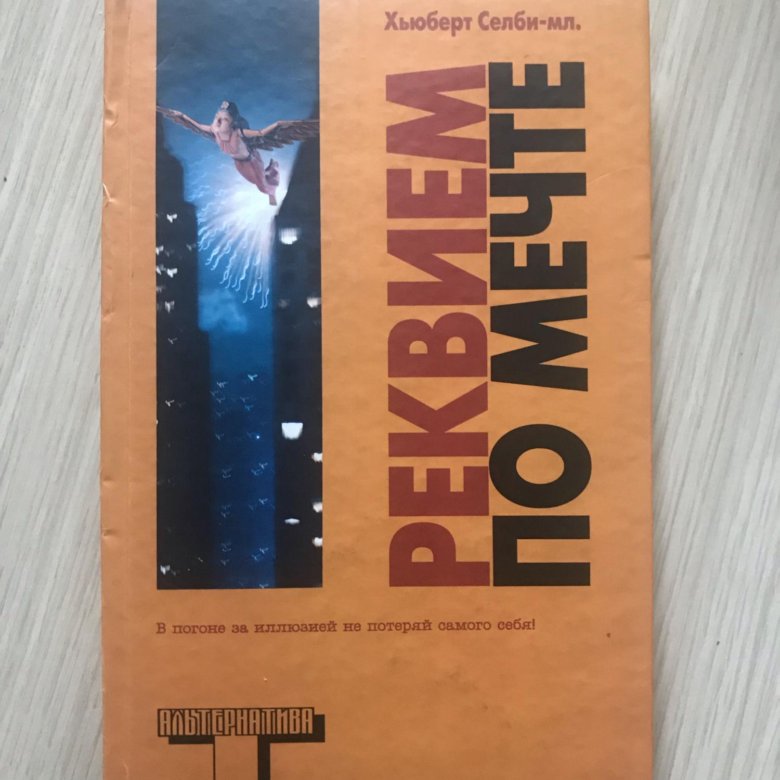 Хьюберт Селби-мл.
РЕКВИЕМ
ПО МЕЧТЕ
В погоне за иллюзией не потеряй самого себя!
АЛЬТЕРНАТИВА